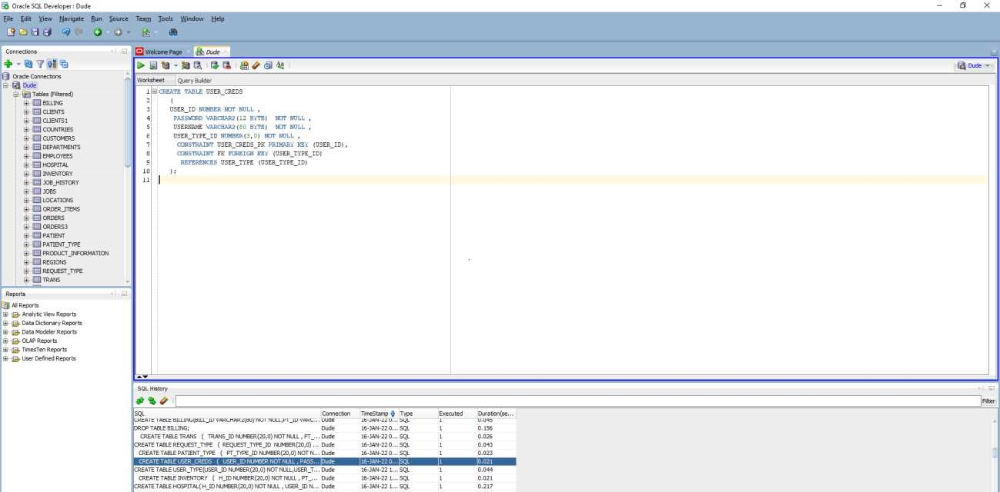 Oracle SQL Developer : Dude
File Edit View Navigate Run Source Team Tools Window Help
Connections
Oracle Connections
Dude
Tables (Filtered)
BILLING
CLIENTS
CLIENTS1
COUNTRIES
CUSTOMERS
DEPARTMENTS
EMPLOYEES
HOSPITAL
INVENTORY
JOB_HISTORY
JOBS
LOCATIONS
ORDER_ITEMS
ORDERS
ORDERS3
PATIENT
PATIENT_TYPE
PRODUCT_INFORMATION
REGIONS
REQUEST_TYPE
TRANS
Reports
All Reports
Analytic View Reports
Data Dictionary Reports
Data Modeler Reports
OLAP Reports
TimesTen Reports
User Defined Reports
Welcome Page Dude
Dude
Worksheet Query Builder
1 CREATE TABLE USER_CREDS
2 (
3 USER_ID NUMBER NOT NULL ,
4 PASSWORD VARCHAR2(12 BYTE) NOT NULL ,
5 USERNAME VARCHAR2(80 BYTE) NOT NULL ,
6 USER_TYPE_ID NUMBER(3,0) NOT NULL ,
7 CONSTRAINT USER_CREDS_PK PRIMARY KEY (USER_ID),
8 CONSTRAINT FK FOREIGN KEY (USER_TYPE_ID)
9 REFERENCES USER_TYPE (USER_TYPE_ID)
10 );
11
SQL History
Filter
SQL Connection TimeStamp Type Executed Duration(se...
CREATE TABLE BILLING(BILL_ID VARCHAR2(80) NOT NULL,PT_ID VARC... Dude 16-JAN-22 0... SQL 1 0.045
DROP TABLE BILLING; Dude 16-JAN-22 0... SQL 1 0.156
CREATE TABLE TRANS ( TRANS_ID NUMBER(20,0) NOT NULL , PT_... Dude 16-JAN-22 0... SQL 1 0.026
CREATE TABLE REQUEST_TYPE ( REQUEST_TYPE_ID NUMBER(20,0) ... Dude 16-JAN-22 0... SQL 1 0.043
CREATE TABLE PATIENT_TYPE ( PT_TYPE_ID NUMBER(20,0) NOT N... Dude 16-JAN-22 0... SQL 1 0.023
CREATE TABLE USER_CREDS ( USER_ID NUMBER NOT NULL , PASS... Dude 16-JAN-22 0... SQL 1 0.021
CREATE TABLE USER_TYPE(USER_ID NUMBER(20,0) NOT NULL,USER_T... Dude 16-JAN-22 1... SQL 1 0.044
CREATE TABLE INVENTORY ( H_ID NUMBER(20,0) NOT NULL , PT_... Dude 16-JAN-22 1... SQL 1 0.021
CREATE TABLE HOSPITAL( H_ID NUMBER(20,0) NOT NULL , USER_ID N... Dude 16-JAN-22 1... SQL 1 0.217